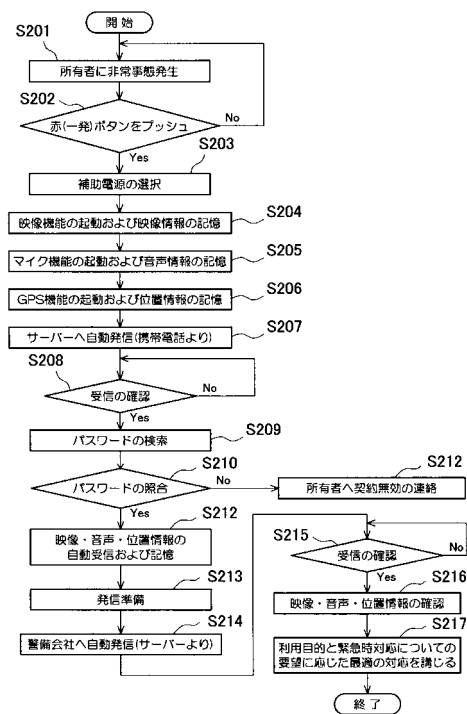 開始
S201
所有者に非常事態発生
S202
赤(一発)ボタンをプッシュ
No
Yes
S203
補助電源の選択
S204
映像機能の起動および映像情報の記憶
S205
マイク機能の起動および音声情報の記憶
S206
GPS機能の起動および位置情報の記憶
S207
サーバーへ自動発信(携帯電話より)
S208
受信の確認
No
Yes
S209
パスワードの検索
S210
パスワードの照合
No
S212
所有者へ契約無効の連絡
Yes
S212
映像・音声・位置情報の
自動受信および記憶
S213
発信準備
S214
警備会社へ自動発信(サーバーより)
S215
受信の確認
No
Yes
S216
映像・音声・位置情報の確認
S217
利用目的と緊急時対応についての
要望に応じた最適の対応を講じる
終了